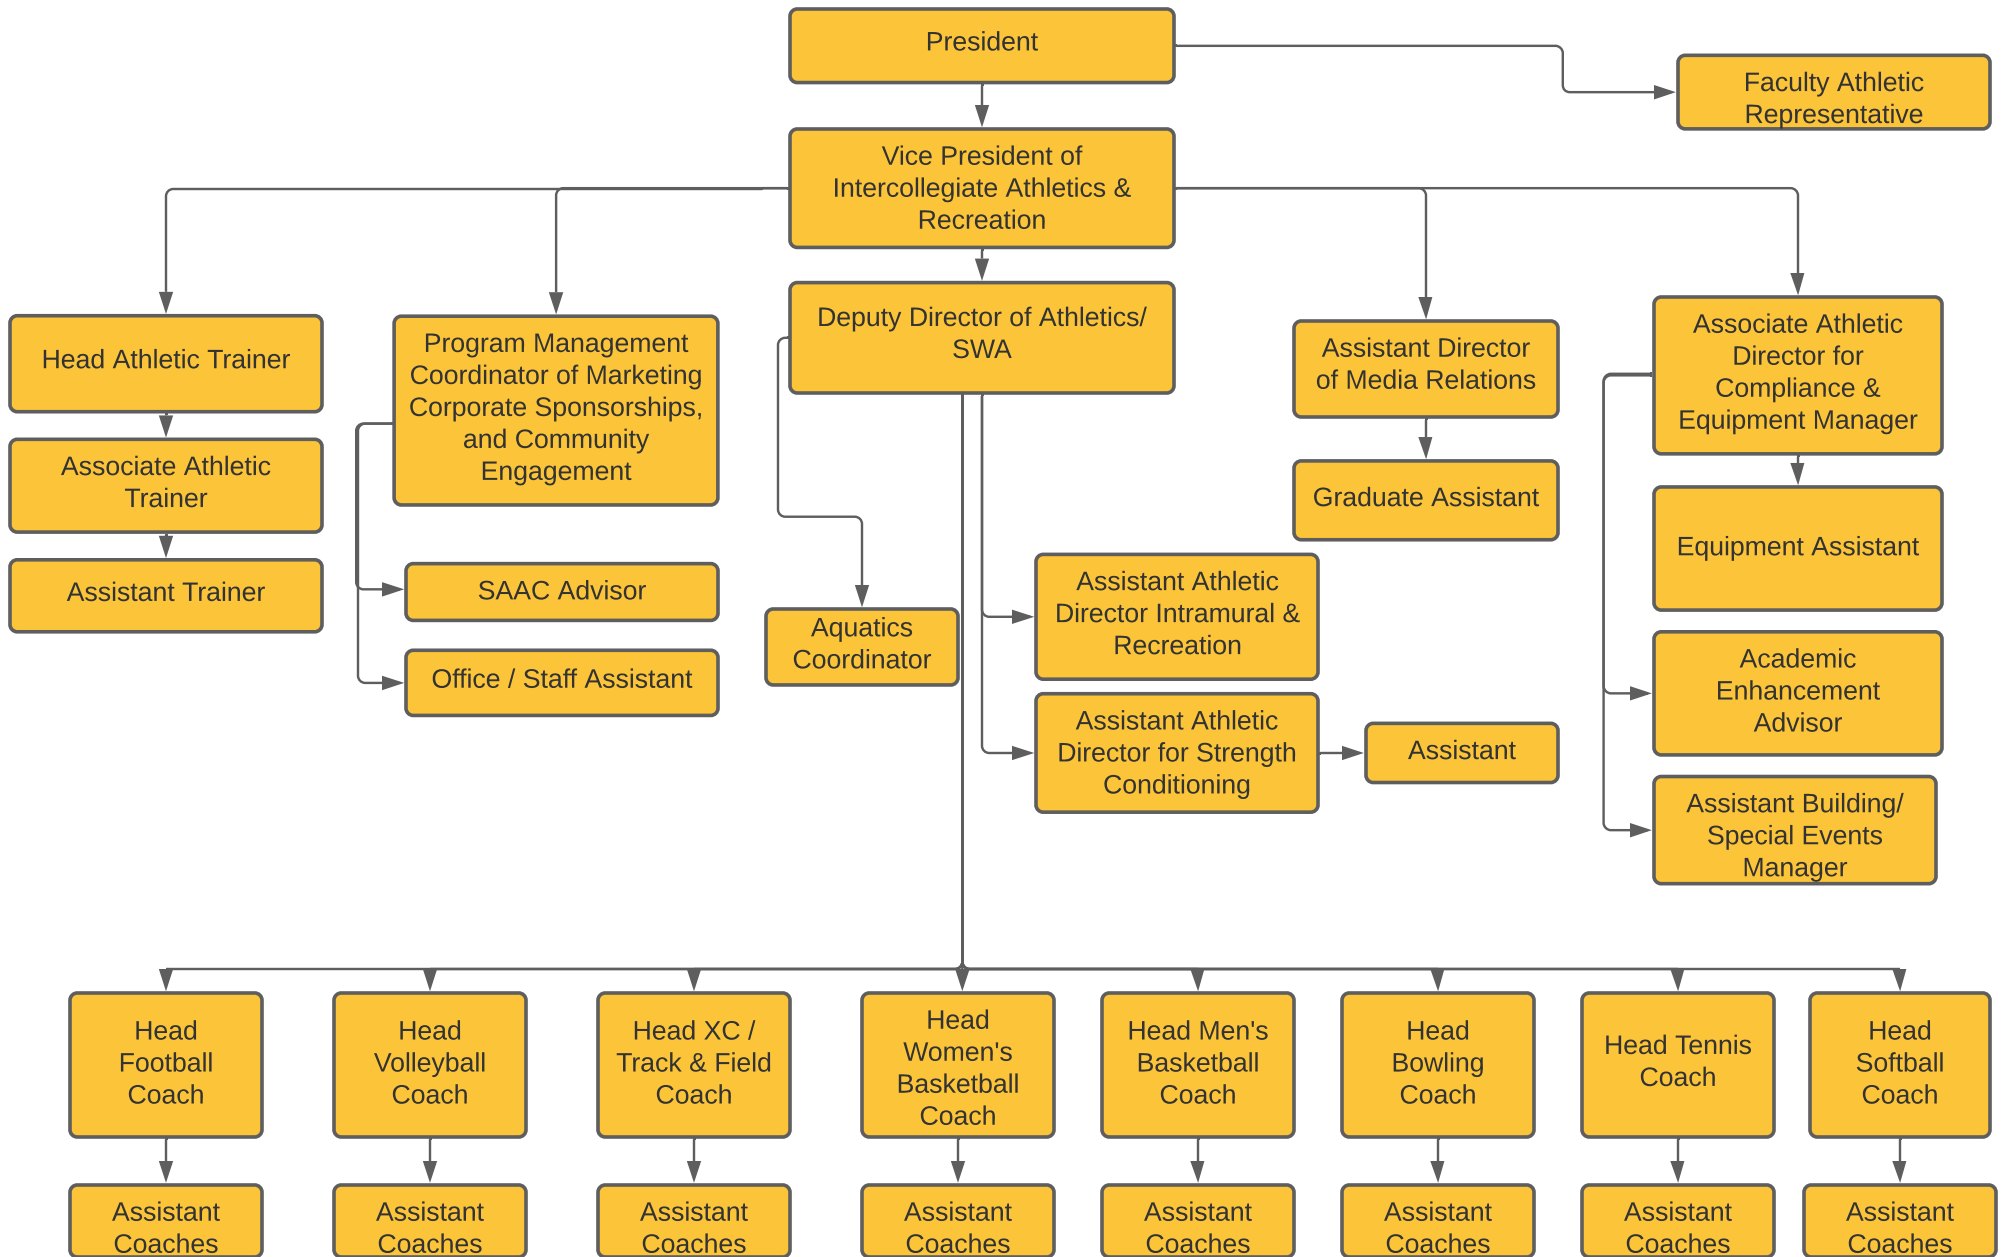 President
Faculty Athletic
Representative
Vice President of
Intercollegiate Athletics &
Recreation
Head Athletic Trainer
Associate Athletic
Trainer
Assistant Trainer
Program Management
Coordinator of Marketing
Corporate Sponsorships,
and Community
Engagement
SAAC Advisor
Office / Staff Assistant
Deputy Director of Athletics/
SWA
Aquatics
Coordinator
Assistant Athletic
Director Intramural &
Recreation
Assistant Athletic
Director for Strength
Conditioning
Assistant
Assistant Director
of Media Relations
Graduate Assistant
Associate Athletic
Director for
Compliance &
Equipment Manager
Equipment Assistant
Academic
Enhancement
Advisor
Assistant Building/
Special Events
Manager
Head
Football
Coach
Head
Volleyball
Coach
Head XC /
Track & Field
Coach
Head
Women's
Basketball
Coach
Head Men's
Basketball
Coach
Head
Bowling
Coach
Head Tennis
Coach
Head
Softball
Coach
Assistant
Coaches
Assistant
Coaches
Assistant
Coaches
Assistant
Coaches
Assistant
Coaches
Assistant
Coaches
Assistant
Coaches
Assistant
Coaches